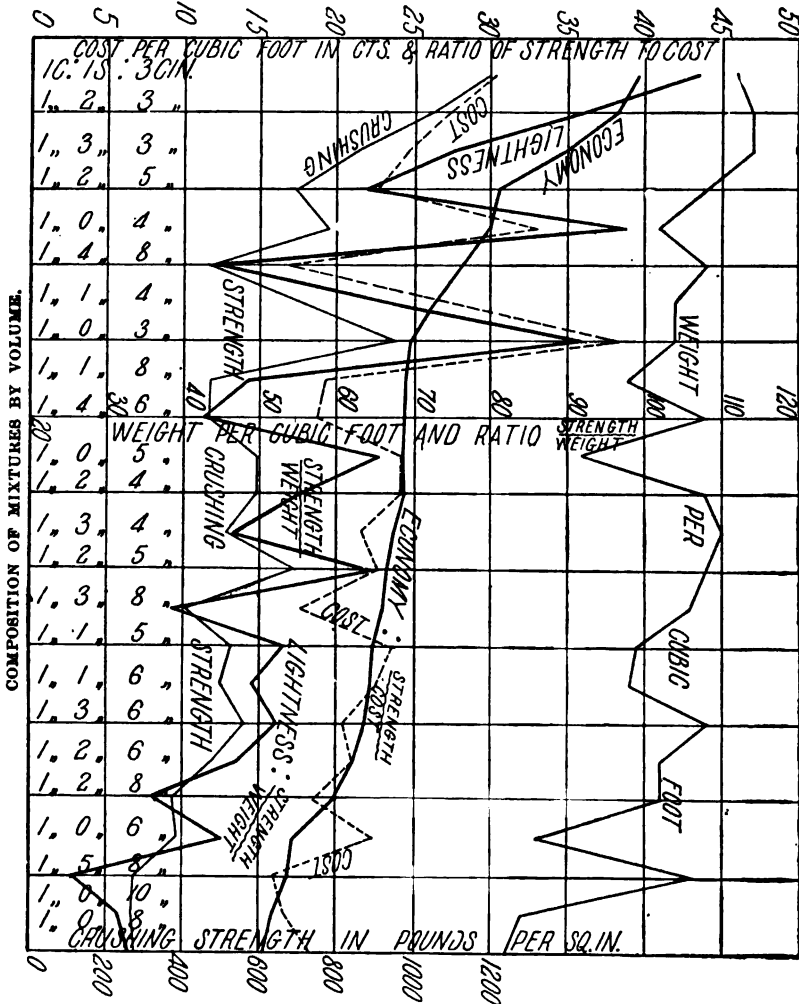 0 5 10 15 20 25 30 35 40 45 50
COST PER CUBIC FOOT IN CTS. & RATIO OF STRENGTH TO COST
1C: 1S: 3CIN.
1 " 2 " 3 "
1 " 3 " 3 "
1 " 2 " 5 "
1 " 0 " 4 "
1 " 4 " 8 "
1 " 1 " 4 "
1 " 0 " 3 "
1 " 1 " 8 "
1 " 4 " 6 "
20 30 40 50 60 70 80 90 100 110 120
WEIGHT PER CUBIC FOOT AND RATIO STRENGTH
WEIGHT
1 " 0 " 5 "
1 " 2 " 4 "
1 " 3 " 4 "
1 " 2 " 5 "
1 " 3 " 8 "
1 " 1 " 5 "
1 " 1 " 6 "
1 " 3 " 6 "
1 " 2 " 6 "
1 " 2 " 8 "
1 " 0 " 6 "
1 " 5 " 8 "
1 " 0 " 10 "
1 " 0 " 8 "
CRUSHING STRENGTH IN POUNDS PER SQ.IN.
0 200 400 600 800 1000 1200
COMPOSITION OF MIXTURES BY VOLUME.
CRUSHING
COST
LIGHTNESS
ECONOMY
STRENGTH
WEIGHT
CRUSHING
STRENGTH
WEIGHT
ECONOMY:
STRENGTH
COST
PER
COST
STRENGTH
LIGHTNESS:
STRENGTH
WEIGHT
CUBIC
FOOT
COST